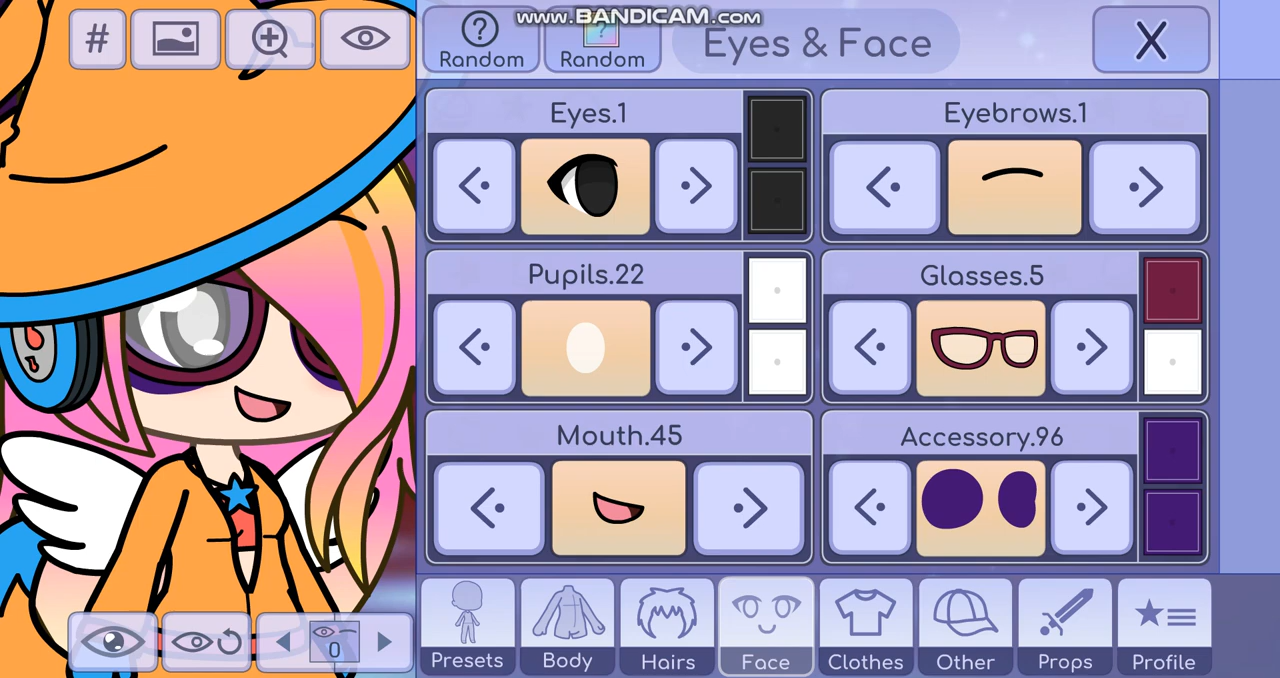 www.BANDICAM.com
#
? Random
? Random
Eyes & Face
X
Eyes.1
Eyebrows.1
Pupils.22
Glasses.5
Mouth.45
Accessory.96
0
Presets
Body
Hairs
Face
Clothes
Other
Props
Profile